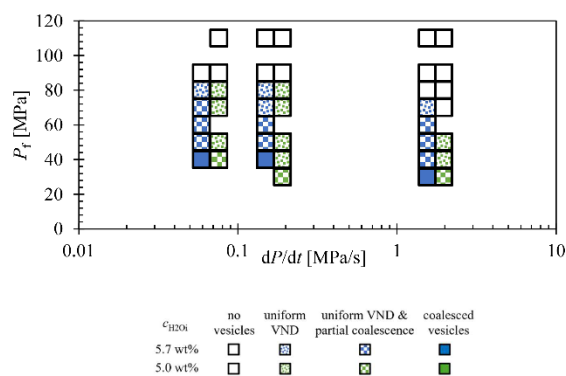 120
100
80
60
40
20
0
P_f [MPa]
0.01 0.1 1 10
dP/dt [MPa/s]
c_H2Oi no vesicles uniform VND uniform VND & partial coalescence coalesced vesicles
5.7 wt%
5.0 wt%